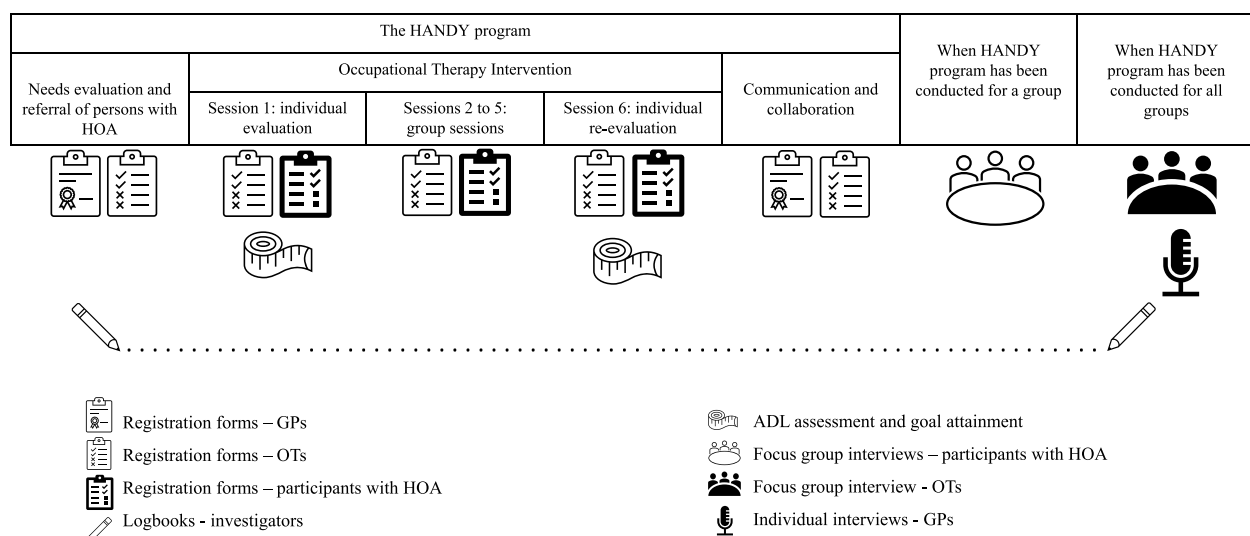 The HANDY program
When HANDY
program has been
conducted for a group
When HANDY
program has been
conducted for all
groups
Needs evaluation and
referral of persons with
HOA
Occupational Therapy Intervention
Communication and
collaboration
Session 1: individual
evaluation
Sessions 2 to 5:
group sessions
Session 6: individual
re-evaluation
Registration forms – GPs
Registration forms – OTs
Registration forms – participants with HOA
Logbooks - investigators
ADL assessment and goal attainment
Focus group interviews – participants with HOA
Focus group interview - OTs
Individual interviews - GPs